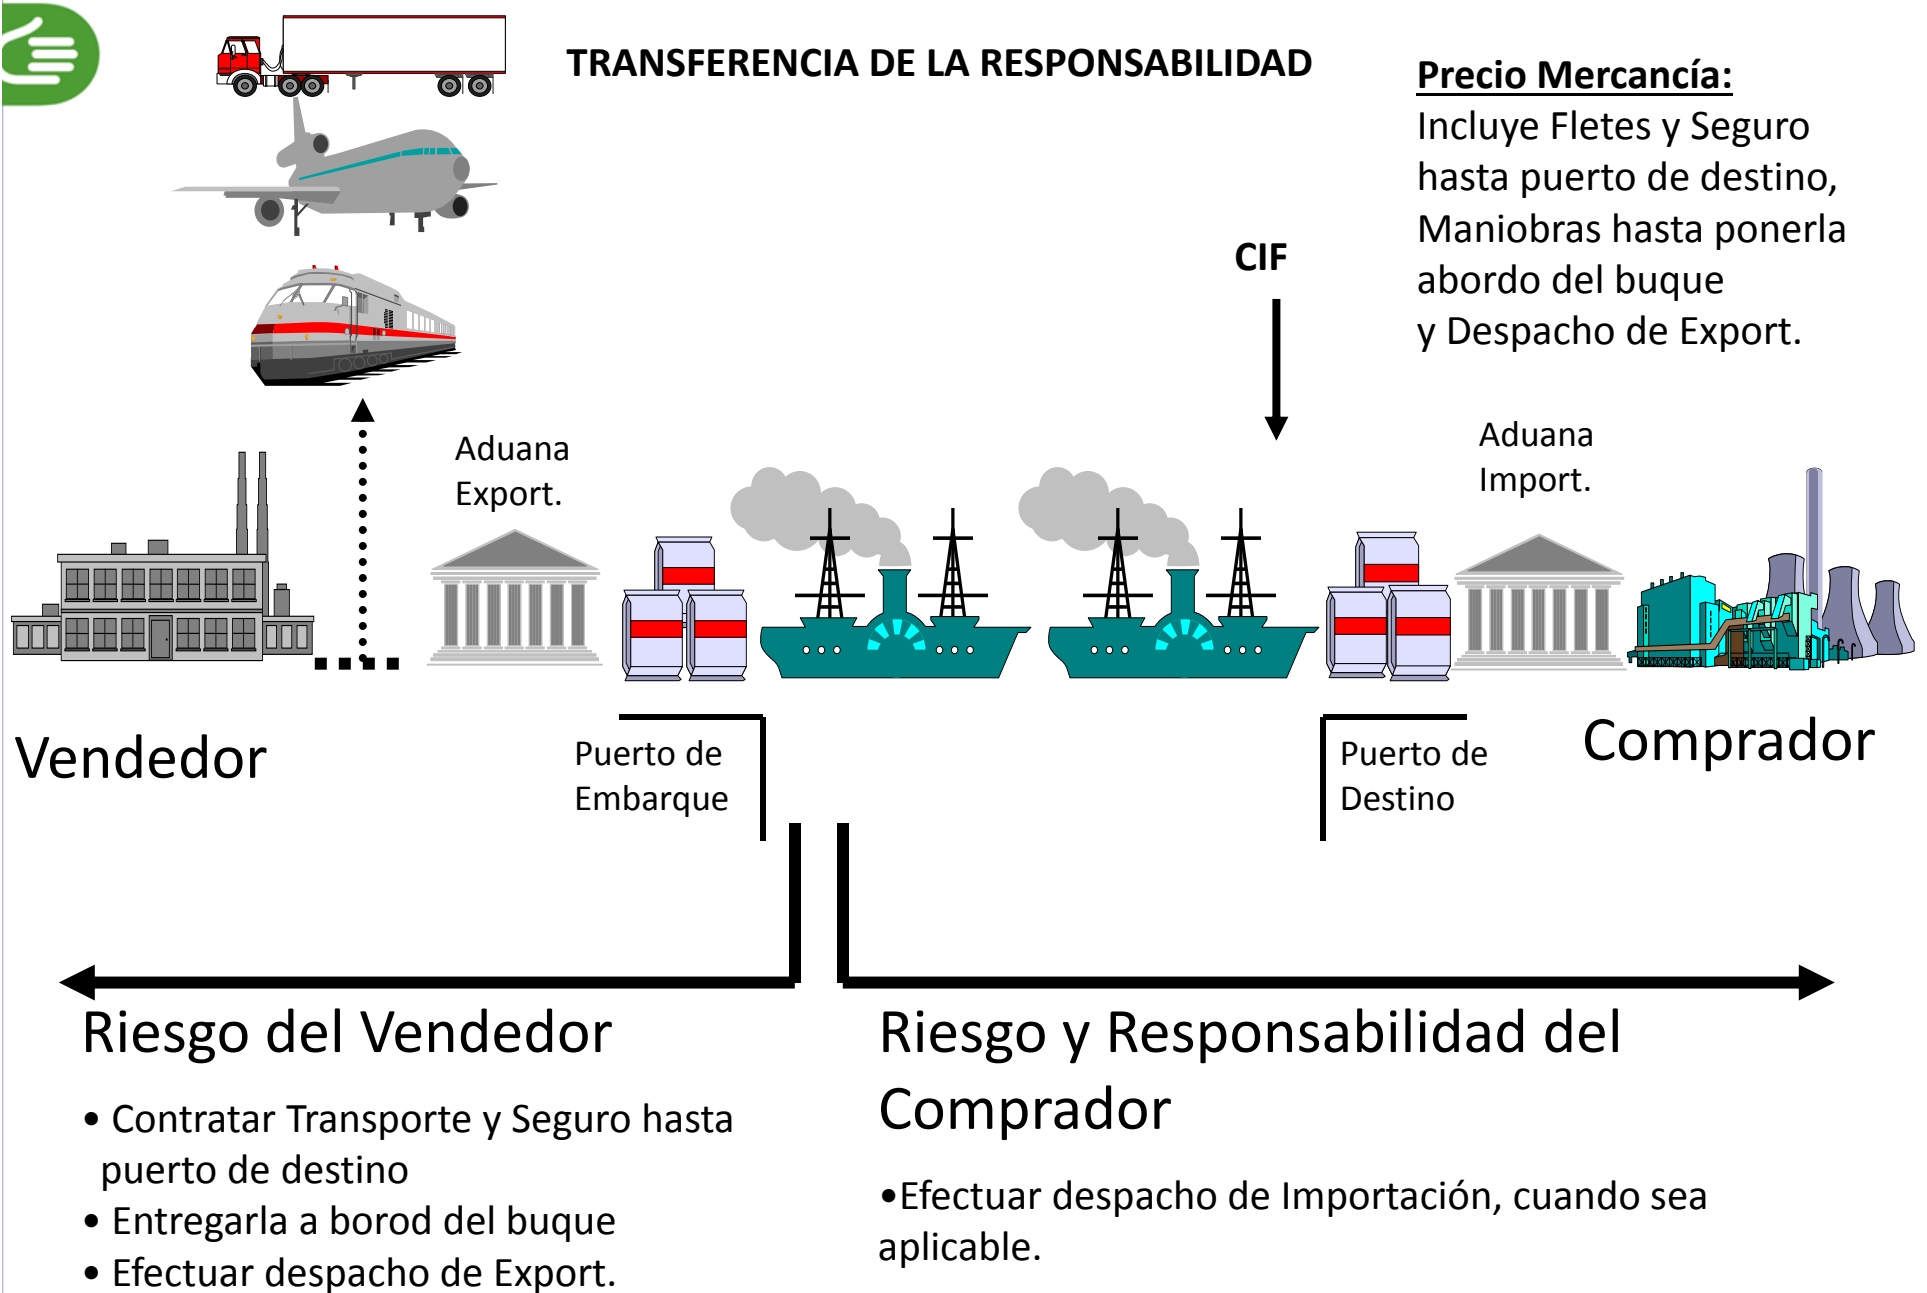 TRANSFERENCIA DE LA RESPONSABILIDAD
Precio Mercancía:
Incluye Fletes y Seguro
hasta puerto de destino,
Maniobras hasta ponerla
abordo del buque
y Despacho de Export.
CIF
Aduana
Export.
Aduana
Import.
Vendedor
Puerto de
Embarque
Puerto de
Destino
Comprador
Riesgo del Vendedor
• Contratar Transporte y Seguro hasta
puerto de destino
• Entregarla a borod del buque
• Efectuar despacho de Export.
Riesgo y Responsabilidad del
Comprador
•Efectuar despacho de Importación, cuando sea
aplicable.